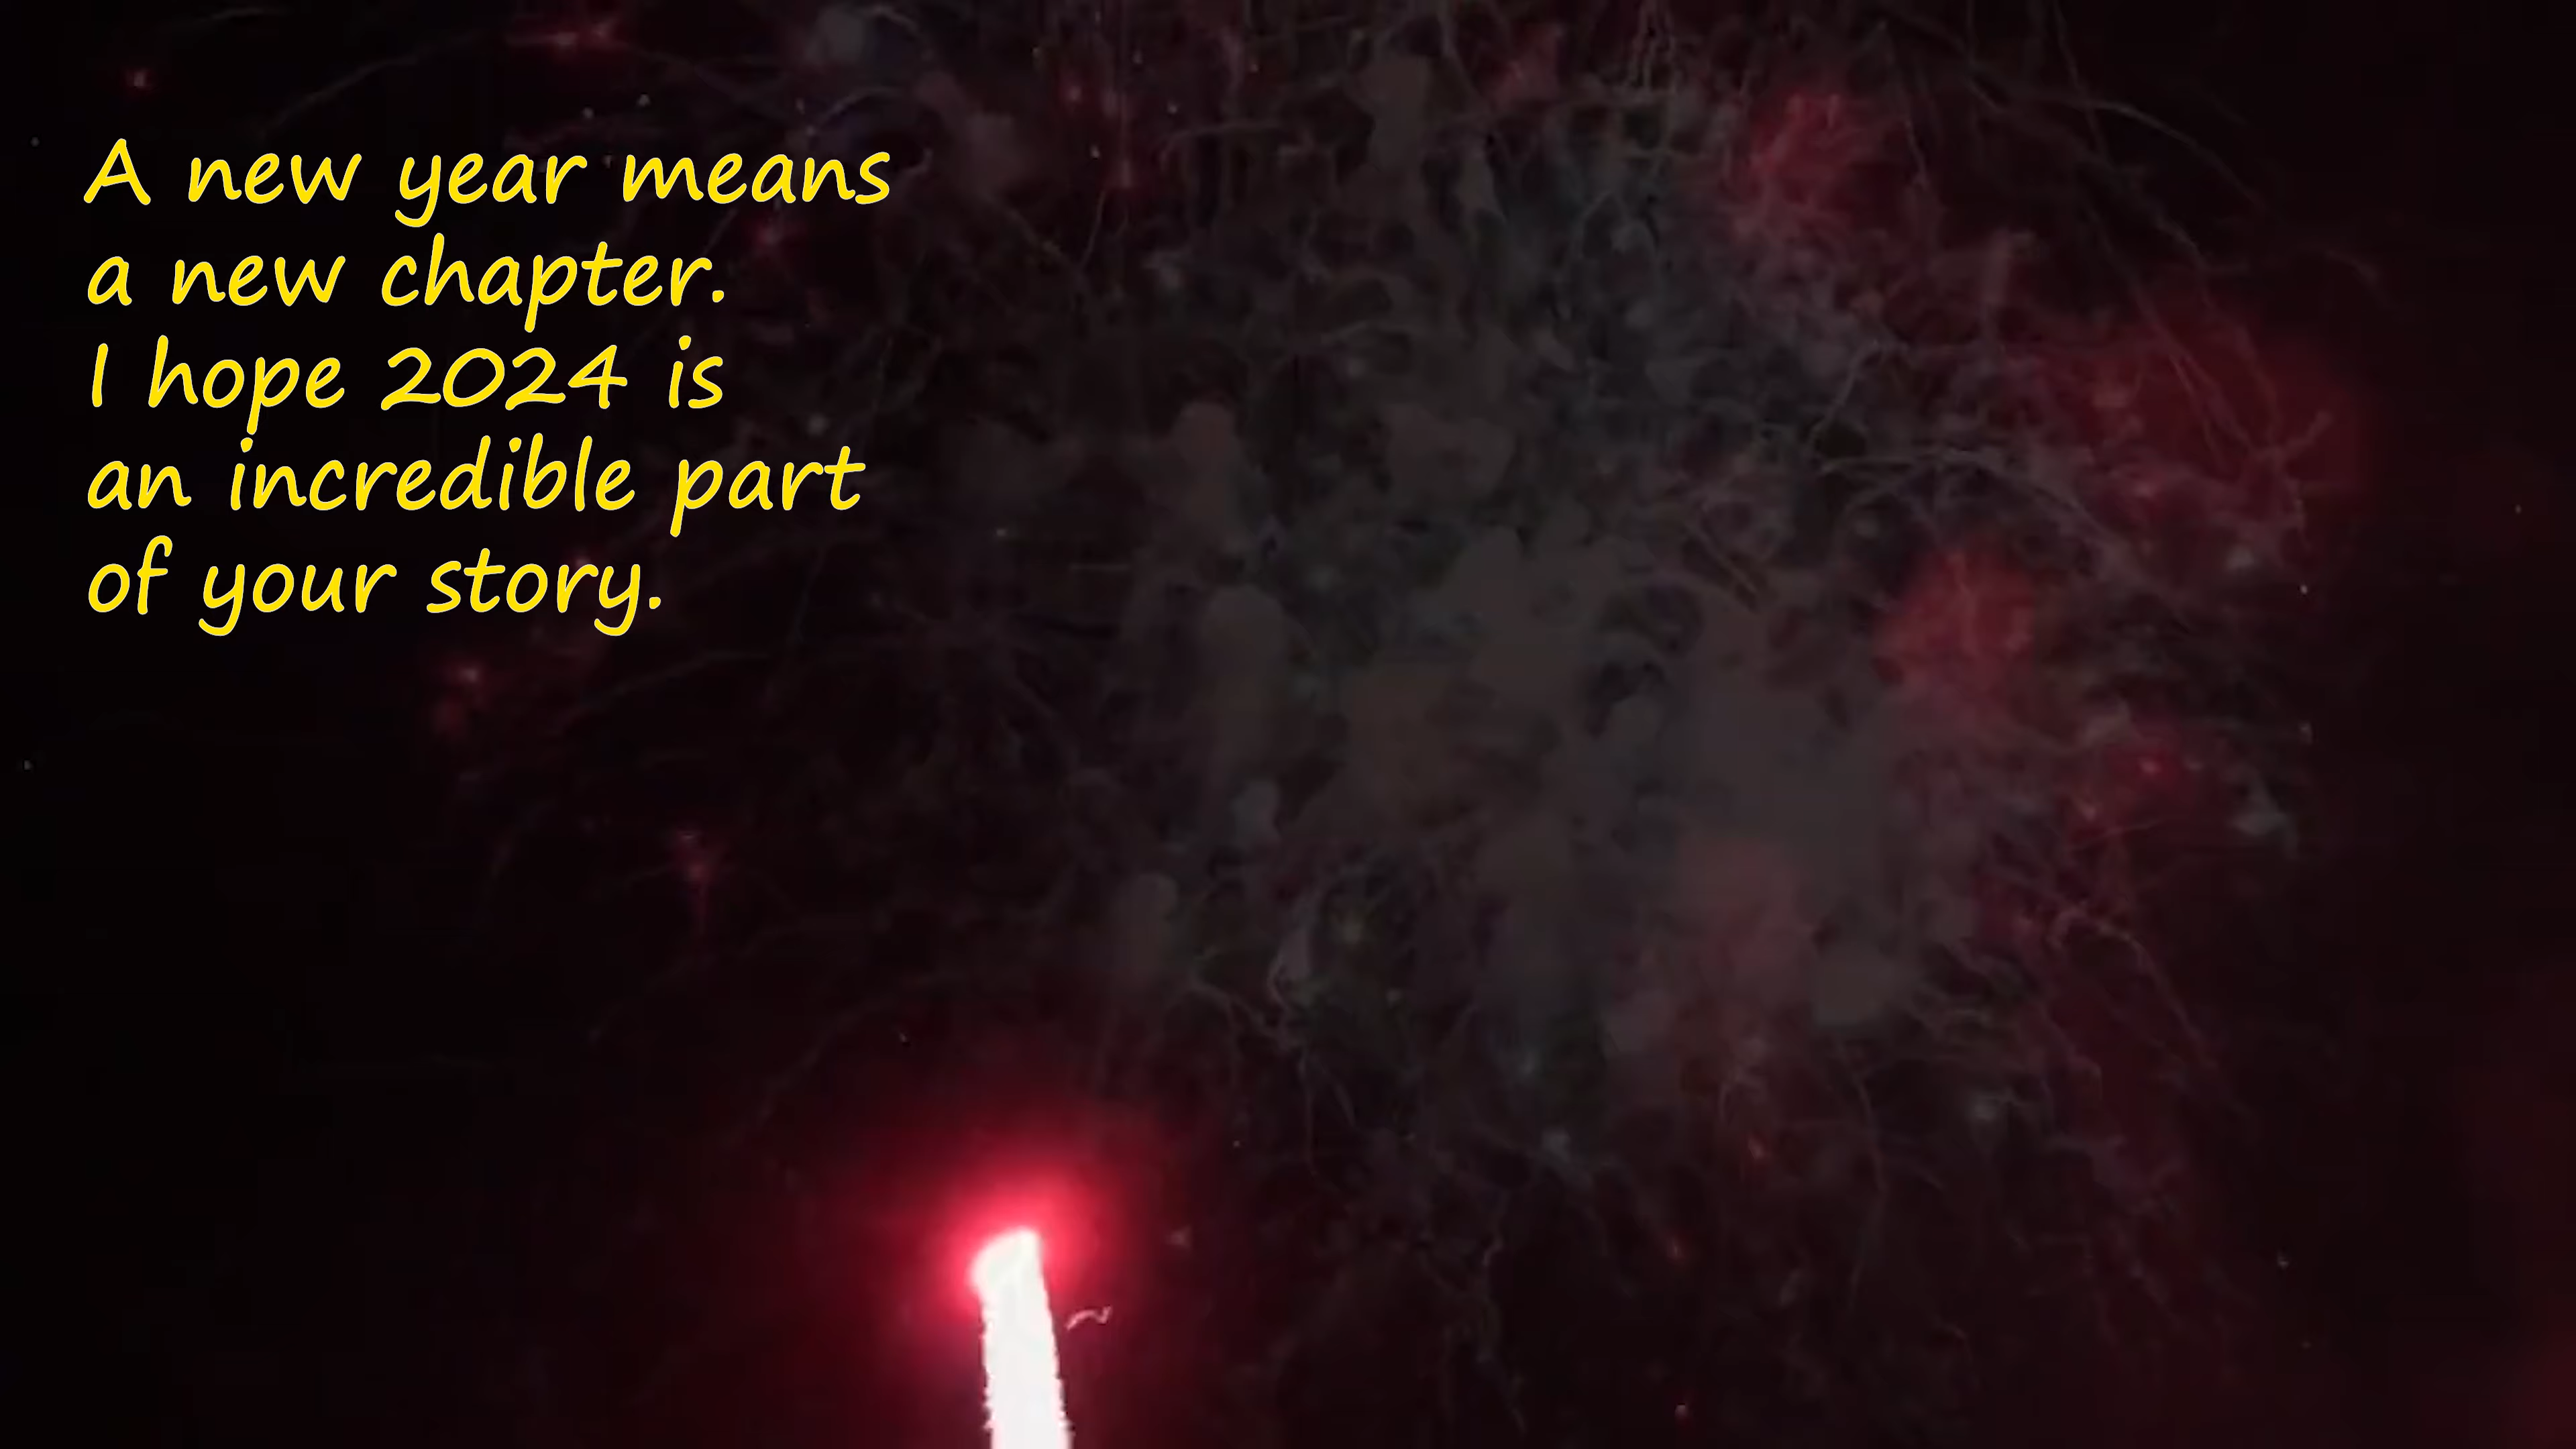 A new year means
a new chapter.
I hope 2024 is
an incredible part
of your story.